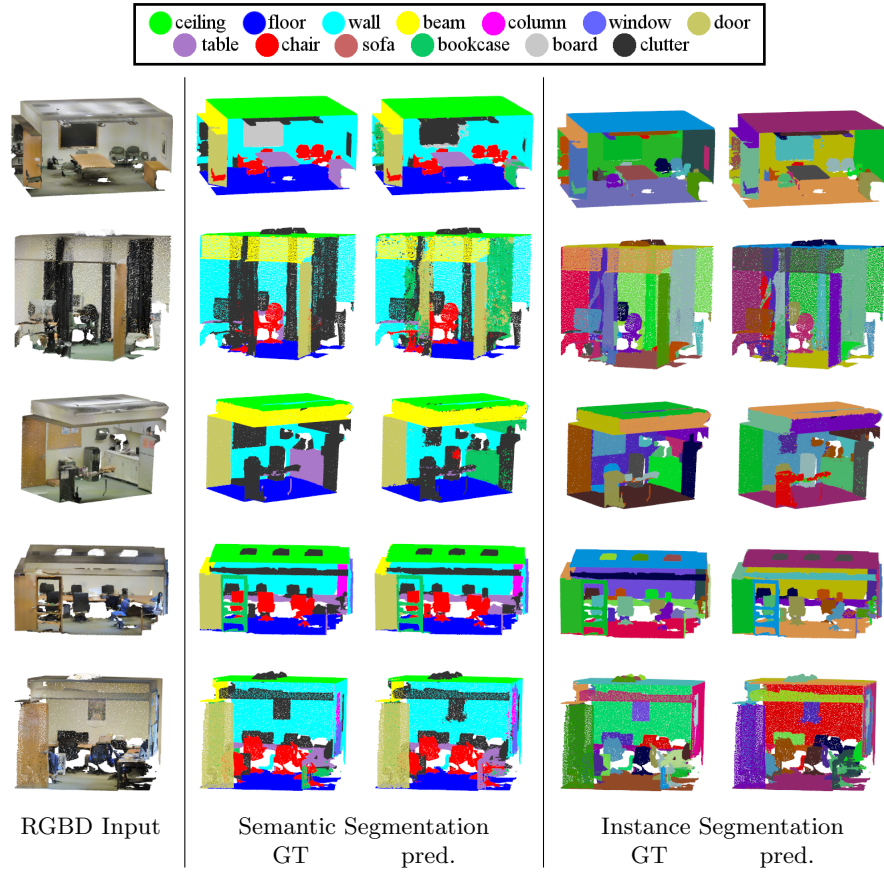 ceiling floor wall beam column window door
table chair sofa bookcase board clutter
RGBD Input Semantic Segmentation Instance Segmentation
GT pred. GT pred.